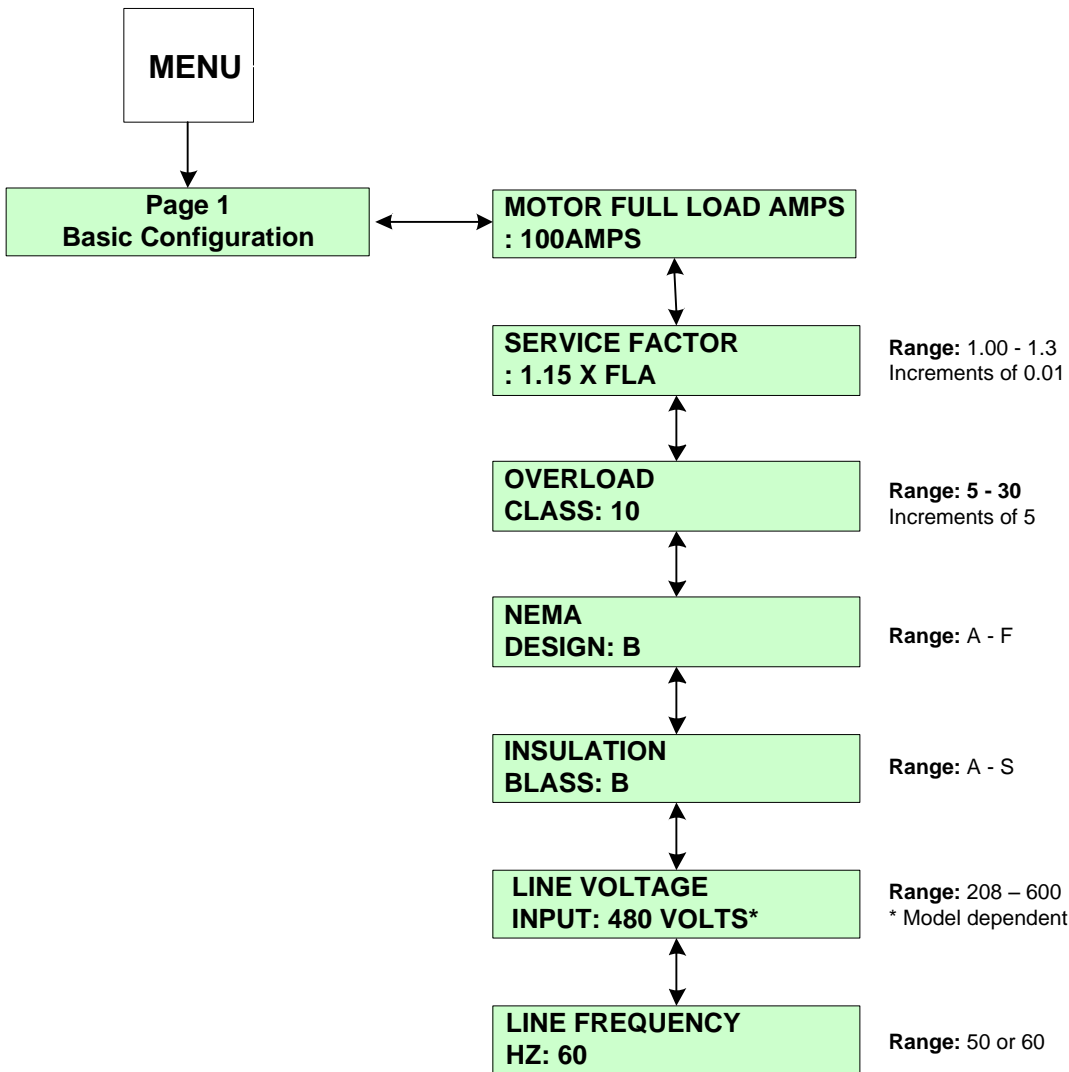 MENU
Page 1
Basic Configuration
MOTOR FULL LOAD AMPS
: 100AMPS
SERVICE FACTOR
: 1.15 X FLA
Range: 1.00 - 1.3
Increments of 0.01
OVERLOAD
CLASS: 10
Range: 5 - 30
Increments of 5
NEMA
DESIGN: B
Range: A - F
INSULATION
BLASS: B
Range: A - S
LINE VOLTAGE
INPUT: 480 VOLTS*
Range: 208 – 600
* Model dependent
LINE FREQUENCY
HZ: 60
Range: 50 or 60